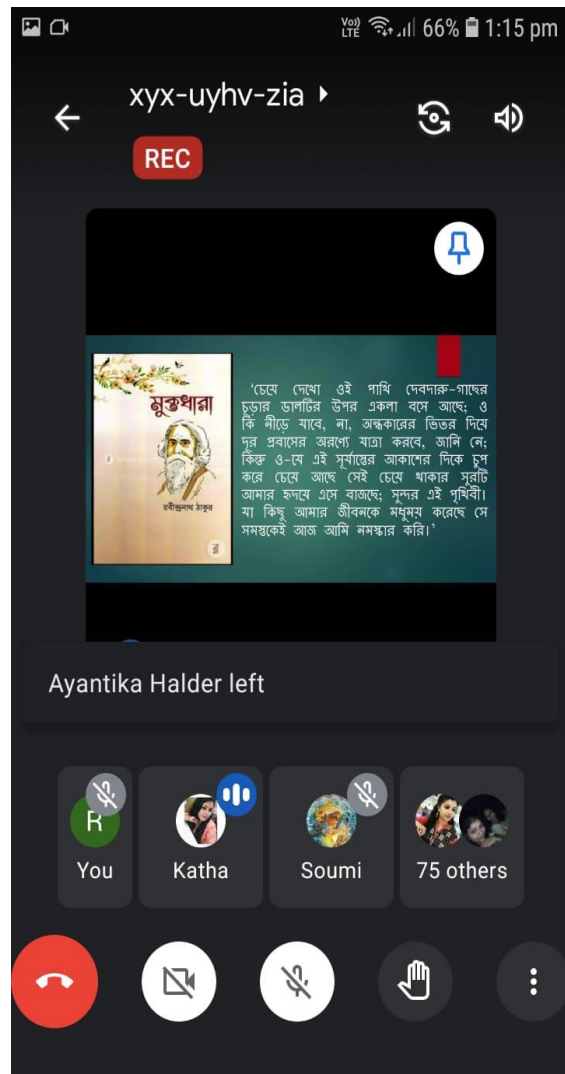 Voo) LTE 66% 1:15 pm
xyx-uyhv-zia
REC
মুক্তধারা
রবীন্দ্রনাথ ঠাকুর
'চেয়ে দেখো ওই পাখি দেবদারু-গাছের
চূড়ার ডালটির উপর একলা বসে আছে; ও
কি নীড়ে যাবে, না, অন্ধকারের ভিতর দিয়ে
দূর প্রবাসের অরণ্যে যাত্রা করবে, জানি নে;
কিন্তু ও-যে এই সূর্যাস্তের আকাশের দিকে চুপ
করে চেয়ে আছে সেই চেয়ে থাকার সুরটি
আমার হৃদয়ে এসে বাজছে; সুন্দর এই পৃথিবী।
যা কিছু আমার জীবনকে মধুময় করেছে সে
সমস্তকেই আজ আমি নমস্কার করি।'
Ayantika Halder left
R
You
Katha
Soumi
75 others